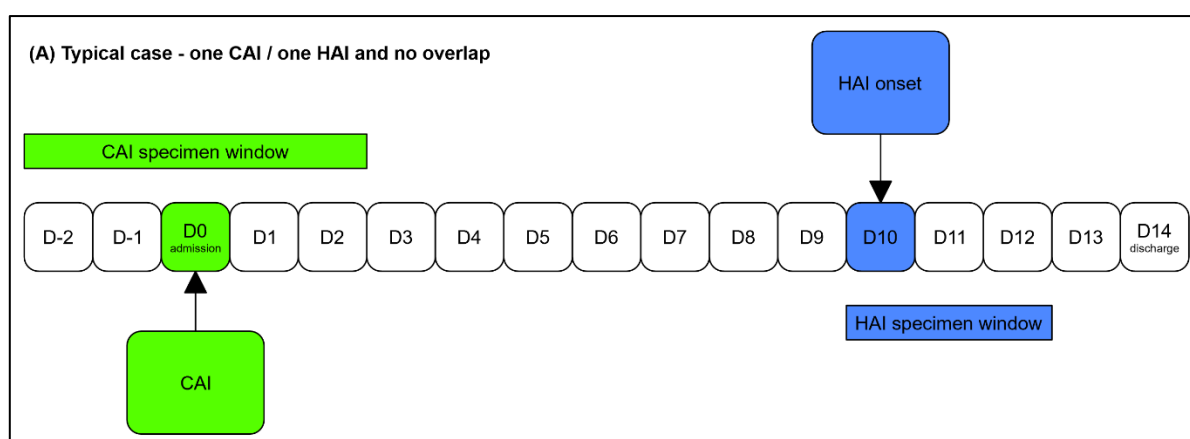 (A) Typical case - one CAI / one HAI and no overlap
HAI onset
CAI specimen window
D-2
D-1
D0
admission
D1
D2
D3
D4
D5
D6
D7
D8
D9
D10
D11
D12
D13
D14
discharge
HAI specimen window
CAI